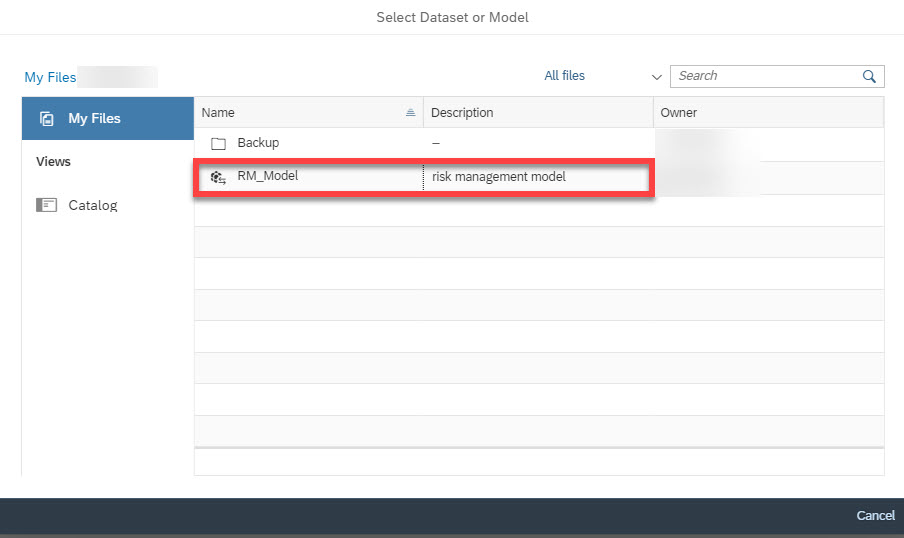 Select Dataset or Model
My Files
All files
Search
My Files
Name
Description
Owner
Backup
–
Views
RM_Model
risk management model
Catalog
Cancel